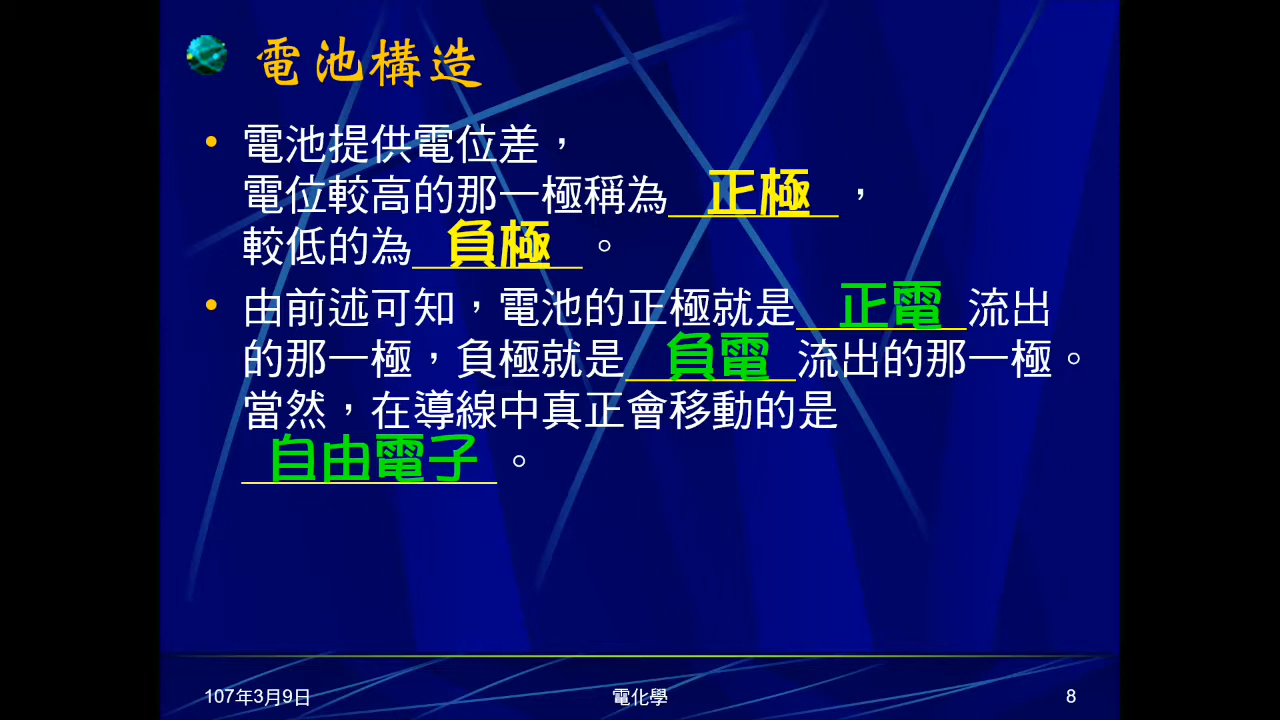 電池構造
• 電池提供電位差，
電位較高的那一極稱為 正極 ，
較低的為 負極 。
• 由前述可知，電池的正極就是 正電 流出
的那一極，負極就是 負電 流出的那一極。
當然，在導線中真正會移動的是
自由電子 。
107年3月9日
電化學
8